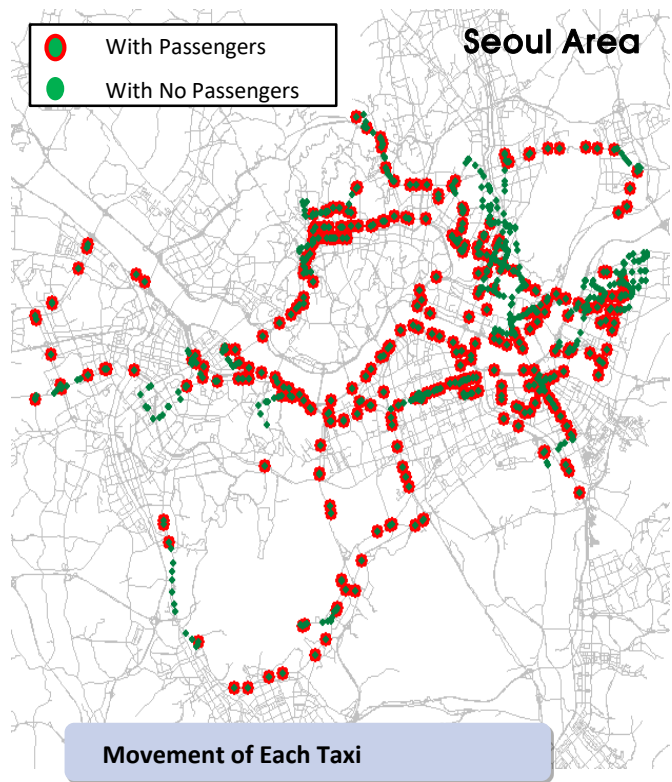 With Passengers
Seoul Area
With No Passengers
Movement of Each Taxi